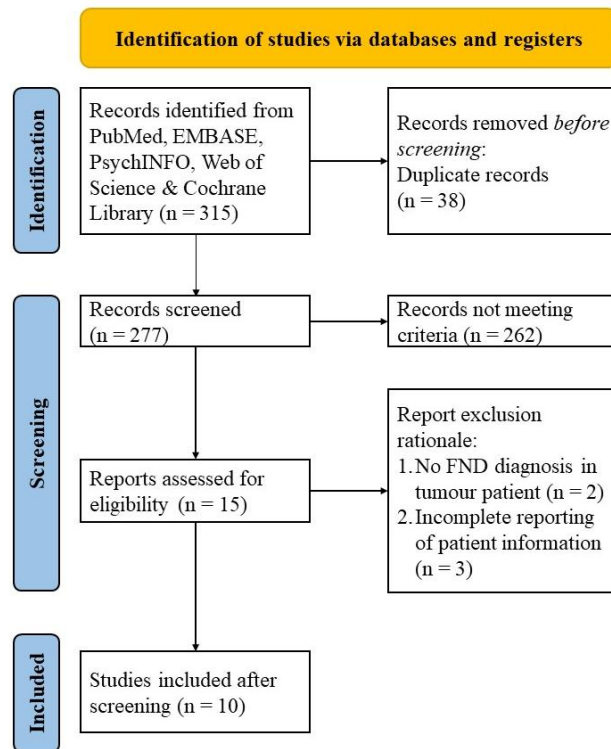 Identification of studies via databases and registers
Identification
Records identified from
PubMed, EMBASE,
PsychINFO, Web of
Science & Cochrane
Library (n = 315)
Records removed before
screening:
Duplicate records
(n = 38)
Screening
Records screened
(n = 277)
Records not meeting
criteria (n = 262)
Reports assessed for
eligibility (n = 15)
Report exclusion
rationale:
1. No FND diagnosis in
tumour patient (n = 2)
2. Incomplete reporting
of patient information
(n = 3)
Included
Studies included after
screening (n = 10)